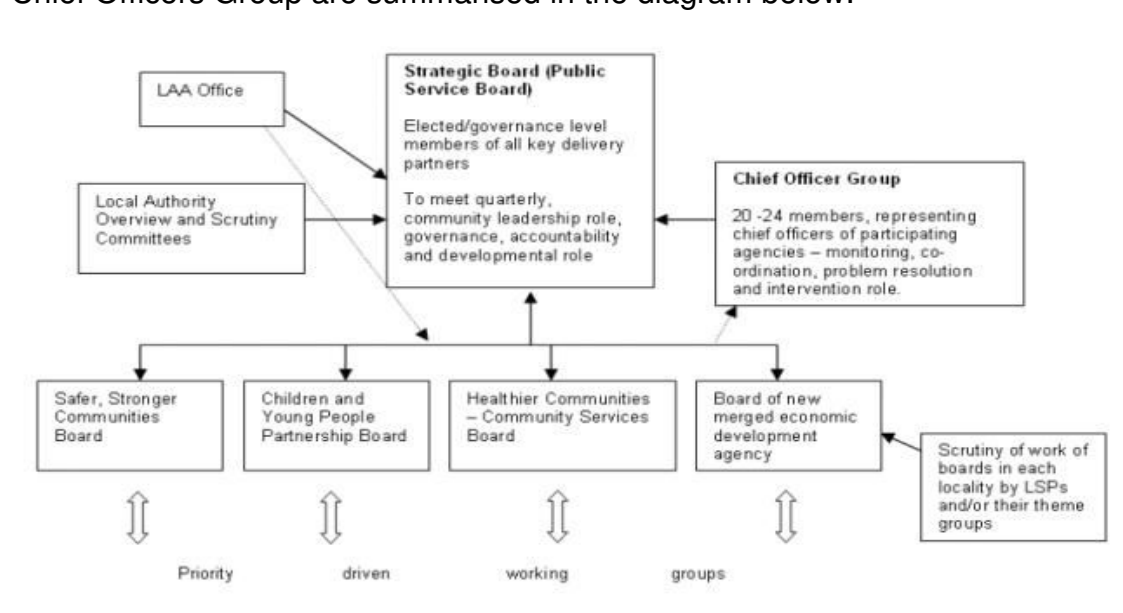 Chief Officers Group are summarised in the diagram below.
LAA Office
Strategic Board (Public
Service Board)
Elected/governance level
members of all key delivery
partners
To meet quarterly,
community leadership role,
governance, accountability
and developmental role
Local Authority
Overview and Scrutiny
Committees
Chief Officer Group
20 -24 members, representing
chief officers of participating
agencies – monitoring, co-
ordination, problem resolution
and intervention role.
Safer, Stronger
Communities
Board
Children and
Young People
Partnership Board
Healthier Communities
– Community Services
Board
Board of new
merged economic
development
agency
Scrutiny of work of
boards in each
locality by LSPs
and/or their theme
groups
Priority driven working groups